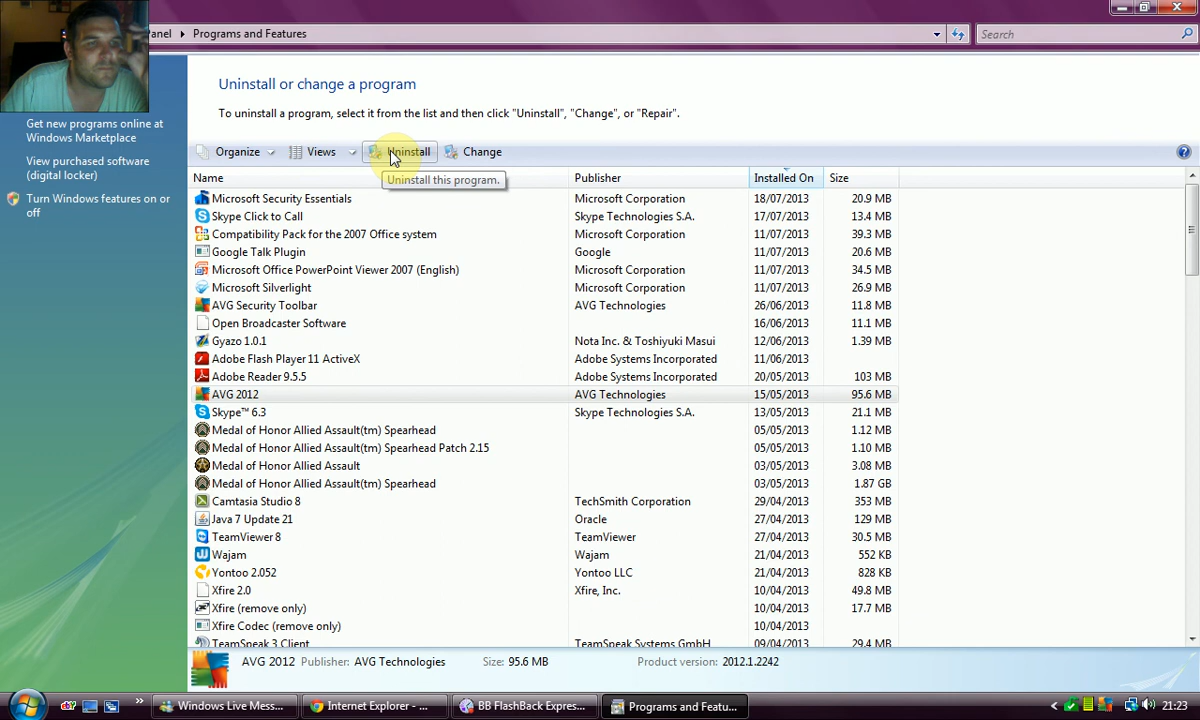 anel ▸ Programs and Features
Search
Uninstall or change a program
To uninstall a program, select it from the list and then click "Uninstall", "Change", or "Repair".
Get new programs online at
Windows Marketplace
View purchased software
(digital locker)
Turn Windows features on or
off
Organize Views Uninstall Change
Uninstall this program.
Name Publisher Installed On Size
Microsoft Security Essentials Microsoft Corporation 18/07/2013 20.9 MB
Skype Click to Call Skype Technologies S.A. 17/07/2013 13.4 MB
Compatibility Pack for the 2007 Office system Microsoft Corporation 11/07/2013 39.3 MB
Google Talk Plugin Google 11/07/2013 20.6 MB
Microsoft Office PowerPoint Viewer 2007 (English) Microsoft Corporation 11/07/2013 34.5 MB
Microsoft Silverlight Microsoft Corporation 11/07/2013 26.9 MB
AVG Security Toolbar AVG Technologies 26/06/2013 11.8 MB
Open Broadcaster Software 16/06/2013 11.1 MB
Gyazo 1.0.1 Nota Inc. & Toshiyuki Masui 12/06/2013 1.39 MB
Adobe Flash Player 11 ActiveX Adobe Systems Incorporated 11/06/2013
Adobe Reader 9.5.5 Adobe Systems Incorporated 20/05/2013 103 MB
AVG 2012 AVG Technologies 15/05/2013 95.6 MB
Skype™ 6.3 Skype Technologies S.A. 13/05/2013 21.1 MB
Medal of Honor Allied Assault(tm) Spearhead 05/05/2013 1.12 MB
Medal of Honor Allied Assault(tm) Spearhead Patch 2.15 05/05/2013 1.10 MB
Medal of Honor Allied Assault 03/05/2013 3.08 MB
Medal of Honor Allied Assault(tm) Spearhead 03/05/2013 1.87 GB
Camtasia Studio 8 TechSmith Corporation 29/04/2013 353 MB
Java 7 Update 21 Oracle 27/04/2013 129 MB
TeamViewer 8 TeamViewer 27/04/2013 30.5 MB
Wajam Wajam 21/04/2013 552 KB
Yontoo 2.052 Yontoo LLC 21/04/2013 828 KB
Xfire 2.0 Xfire, Inc. 10/04/2013 49.8 MB
Xfire (remove only) 10/04/2013 17.7 MB
Xfire Codec (remove only) 10/04/2013
TeamSpeak 3 Client TeamSpeak Systems GmbH 09/04/2013 29.4 MB
AVG 2012 Publisher: AVG Technologies Size: 95.6 MB Product version: 2012.1.2242
Windows Live Mess... Internet Explorer - ... BB FlashBack Expres... Programs and Featu... 21:23